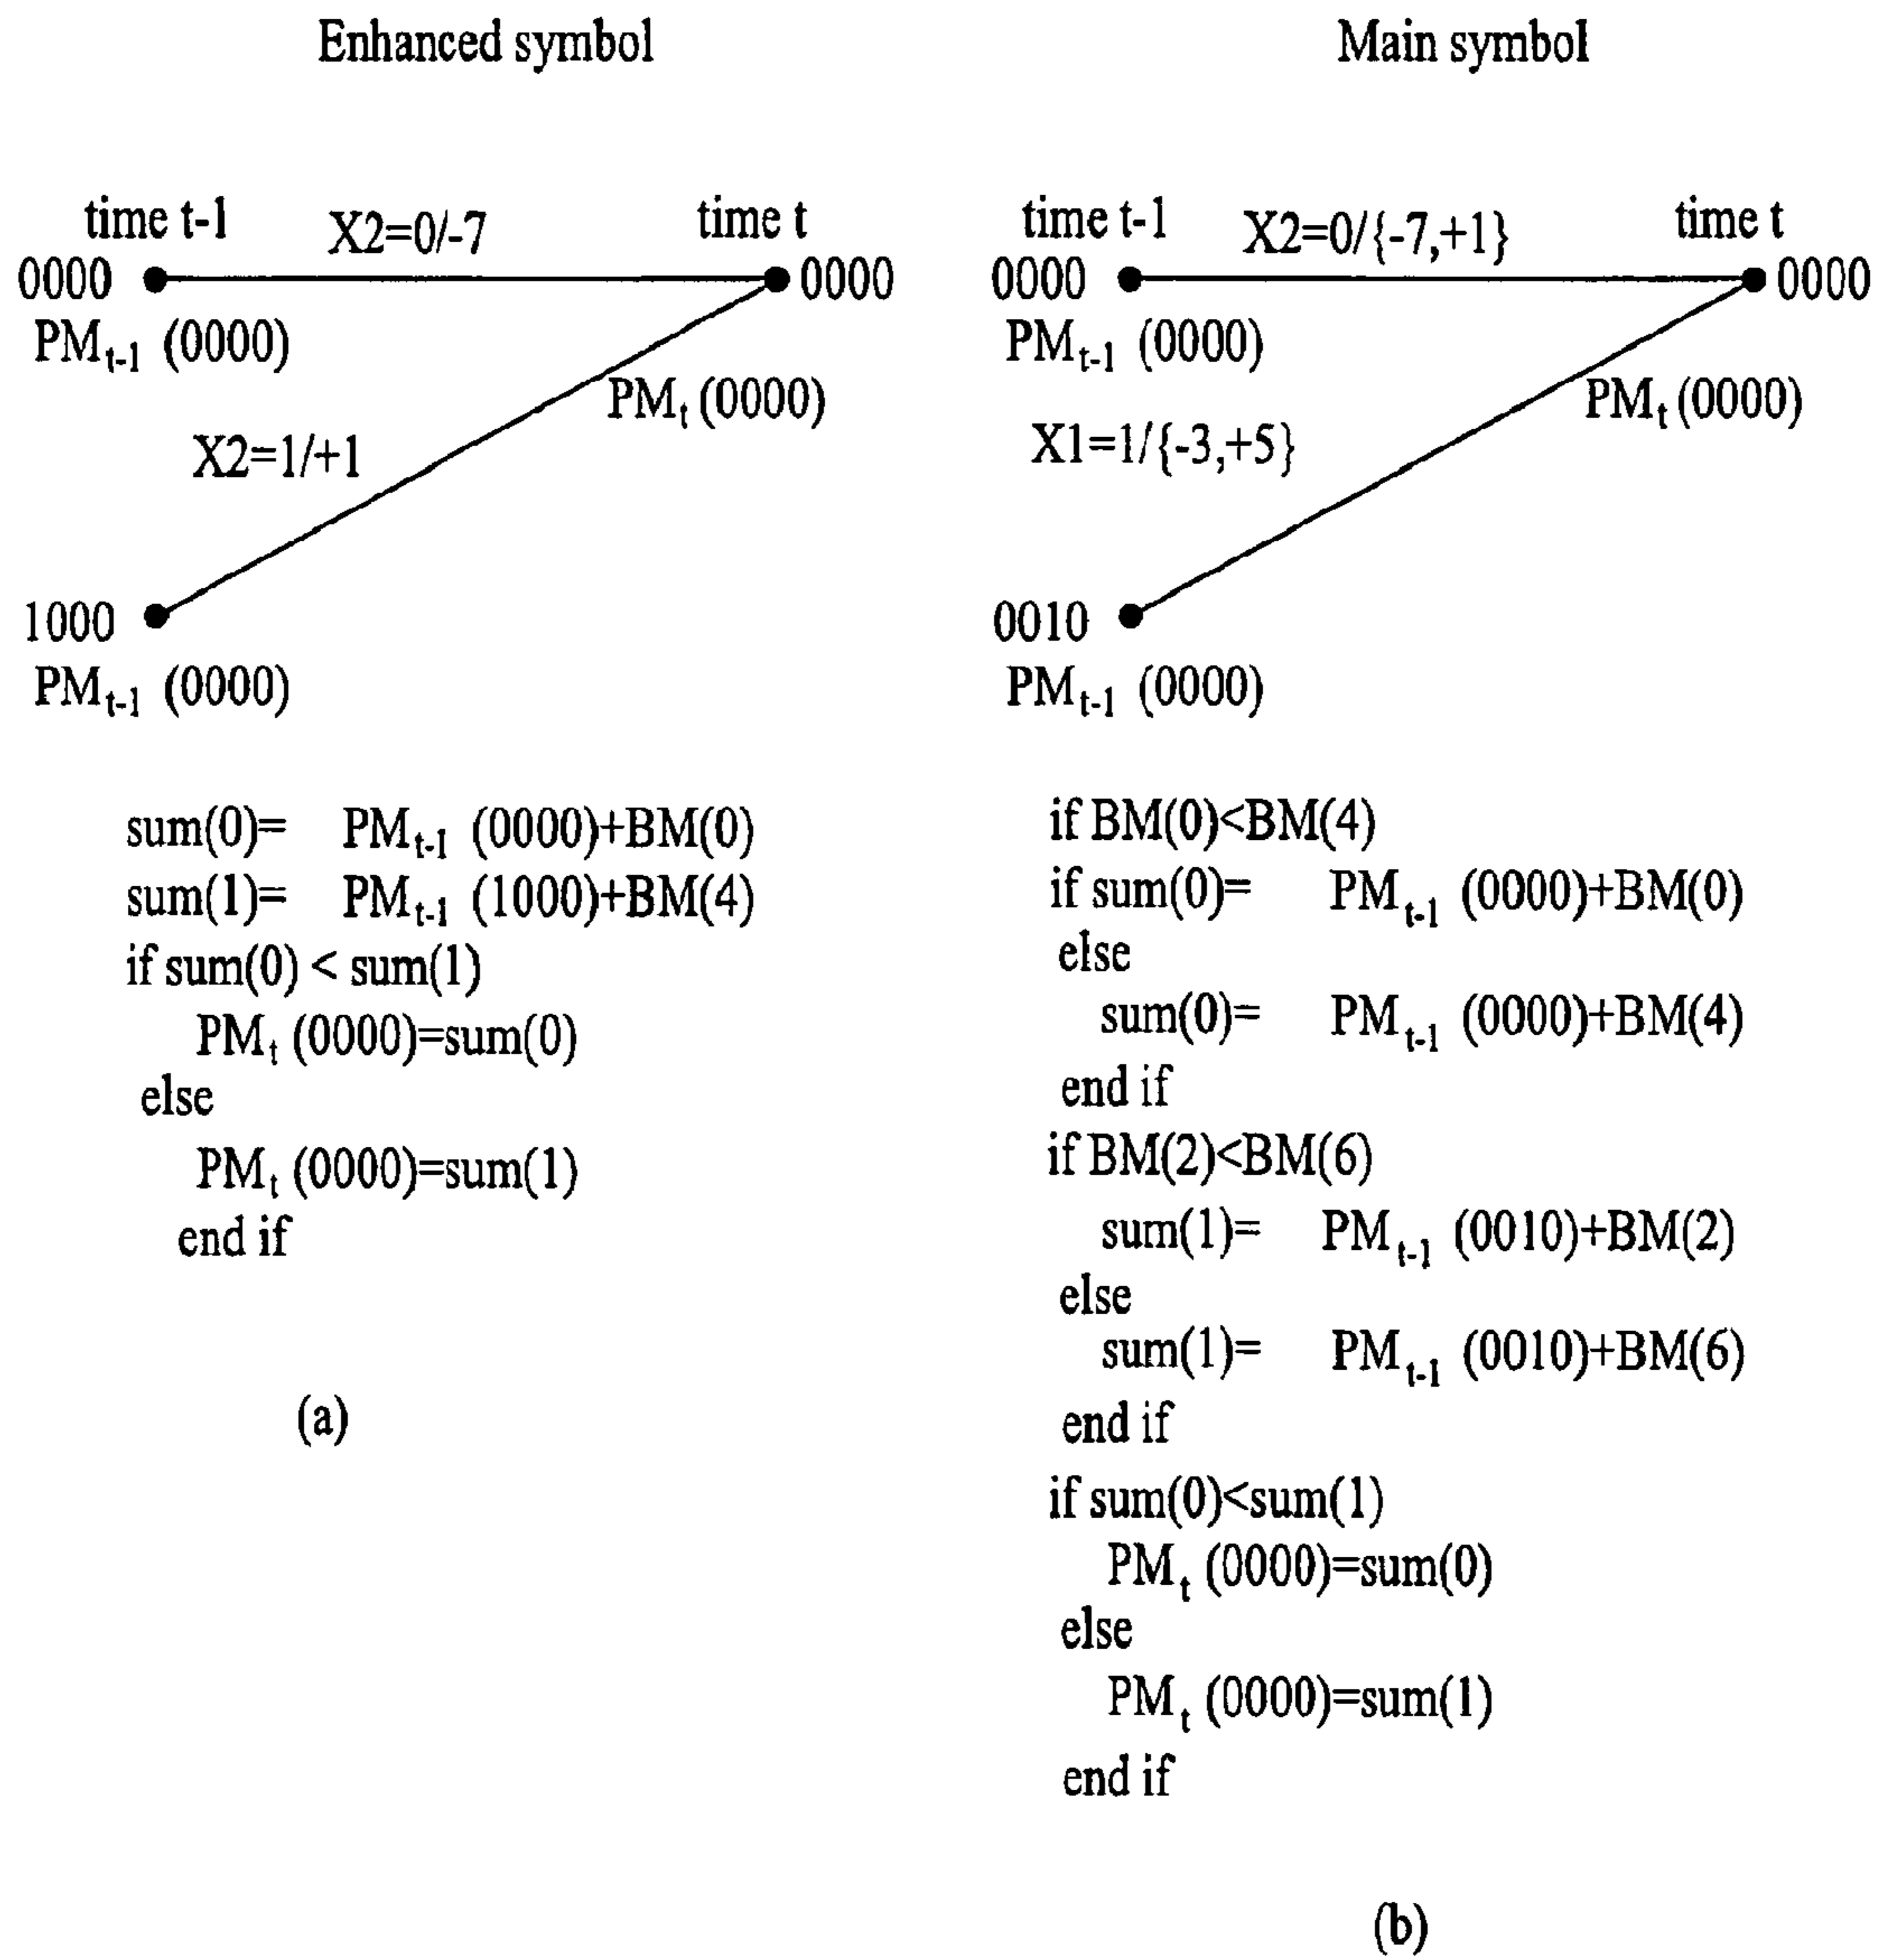 Enhanced symbol
time t-1
X2=0/-7
time t
0000
0000
PMt-1 (0000)
PMt (0000)
X2=1/+1
1000
PMt-1 (0000)
sum(0)= PMt-1 (0000)+BM(0)
sum(1)= PMt-1 (1000)+BM(4)
if sum(0) < sum(1)
PMt (0000)=sum(0)
else
PMt (0000)=sum(1)
end if
(a)
Main symbol
time t-1
X2=0/{-7,+1}
time t
0000
0000
PMt-1 (0000)
PMt (0000)
X1=1/{-3,+5}
0010
PMt-1 (0000)
if BM(0)<BM(4)
if sum(0)= PMt-1 (0000)+BM(0)
else
sum(0)= PMt-1 (0000)+BM(4)
end if
if BM(2)<BM(6)
sum(1)= PMt-1 (0010)+BM(2)
else
sum(1)= PMt-1 (0010)+BM(6)
end if
if sum(0)<sum(1)
PMt (0000)=sum(0)
else
PMt (0000)=sum(1)
end if
(b)